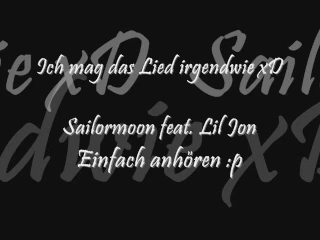 Ich mag das Lied irgendwie xD
Sailormoon feat. Lil Jon
Einfach anhören :p